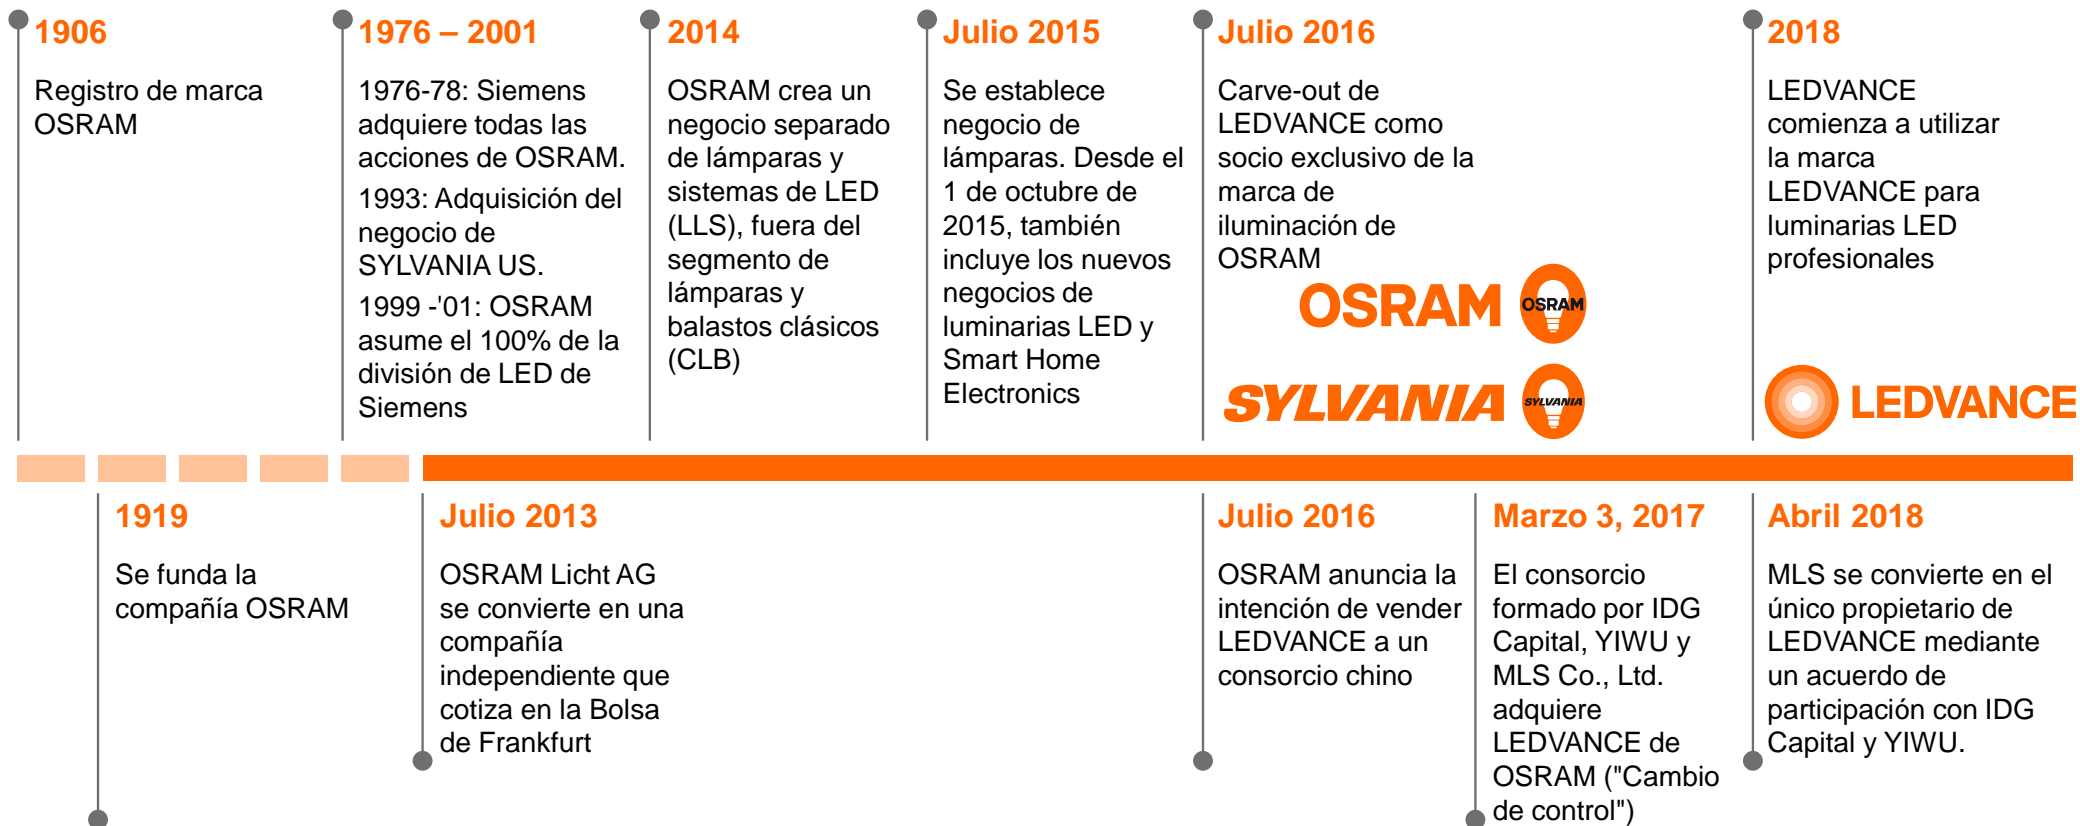 1906
Registro de marca
OSRAM
1976 – 2001
1976-78: Siemens
adquiere todas las
acciones de OSRAM.
1993: Adquisición del
negocio de
SYLVANIA US.
1999 -'01: OSRAM
asume el 100% de la
división de LED de
Siemens
2014
OSRAM crea un
negocio separado
de lámparas y
sistemas de LED
(LLS), fuera del
segmento de
lámparas y
balastos clásicos
(CLB)
Julio 2015
Se establece
negocio de
lámparas. Desde el
1 de octubre de
2015, también
incluye los nuevos
negocios de
luminarias LED y
Smart Home
Electronics
Julio 2016
Carve-out de
LEDVANCE como
socio exclusivo de la
marca de
iluminación de
OSRAM
OSRAM OSRAM
SYLVANIA SYLVANIA
2018
LEDVANCE
comienza a utilizar
la marca
LEDVANCE para
luminarias LED
profesionales
LEDVANCE
1919
Se funda la
compañía OSRAM
Julio 2013
OSRAM Licht AG
se convierte en una
compañía
independiente que
cotiza en la Bolsa
de Frankfurt
Julio 2016
OSRAM anuncia la
intención de vender
LEDVANCE a un
consorcio chino
Marzo 3, 2017
El consorcio
formado por IDG
Capital, YIWU y
MLS Co., Ltd.
adquiere
LEDVANCE de
OSRAM ("Cambio
de control")
Abril 2018
MLS se convierte en el
único propietario de
LEDVANCE mediante
un acuerdo de
participación con IDG
Capital y YIWU.